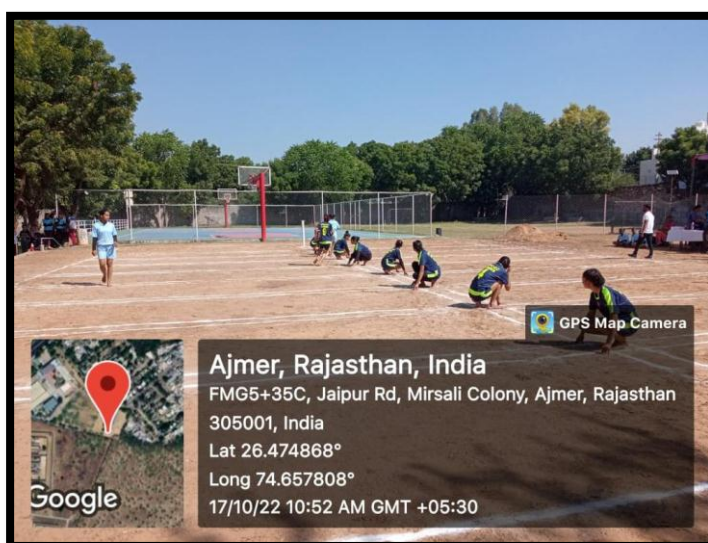 GPS Map Camera
Ajmer, Rajasthan, India
FMG5+35C, Jaipur Rd, Mirsali Colony, Ajmer, Rajasthan
305001, India
Lat 26.474868°
Long 74.657808°
17/10/22 10:52 AM GMT +05:30
Google